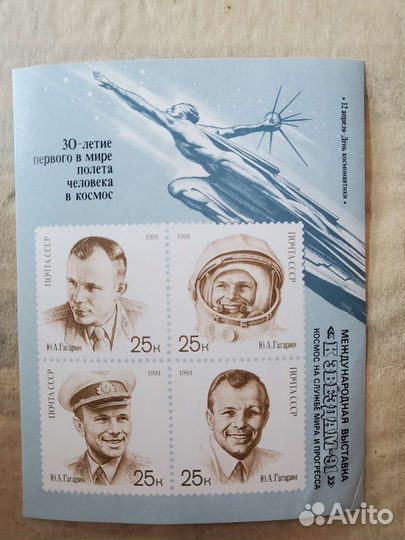 30-летие
первого в мире
полета
человека
в космос
• 12 апреля - День космонавтики •
ПОЧТА СССР
1991
Ю.А.Гагарин
25к
1991
ПОЧТА СССР
Ю.А.Гагарин
25к
ПОЧТА СССР
1991
Ю.А.Гагарин
25к
1991
ПОЧТА СССР
Ю.А.Гагарин
25к
МЕЖДУНАРОДНАЯ ВЫСТАВКА
«К ЗВЕЗДАМ-91»
КОСМОС НА СЛУЖБЕ МИРА И ПРОГРЕССА
Avito